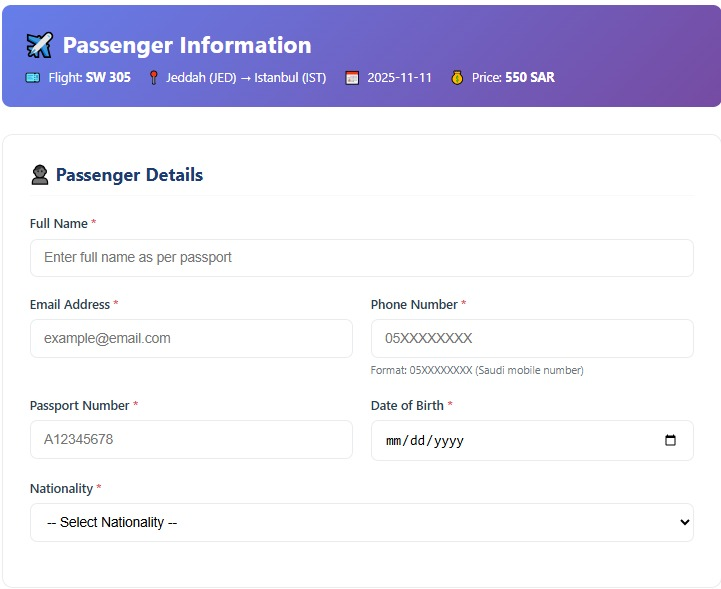 Passenger Information
Flight: SW 305 Jeddah (JED) → Istanbul (IST) 2025-11-11 Price: 550 SAR
Passenger Details
Full Name *
Enter full name as per passport
Email Address * Phone Number *
example@email.com 05XXXXXXXX
Format: 05XXXXXXXX (Saudi mobile number)
Passport Number * Date of Birth *
A12345678 mm/dd/yyyy
Nationality *
-- Select Nationality --